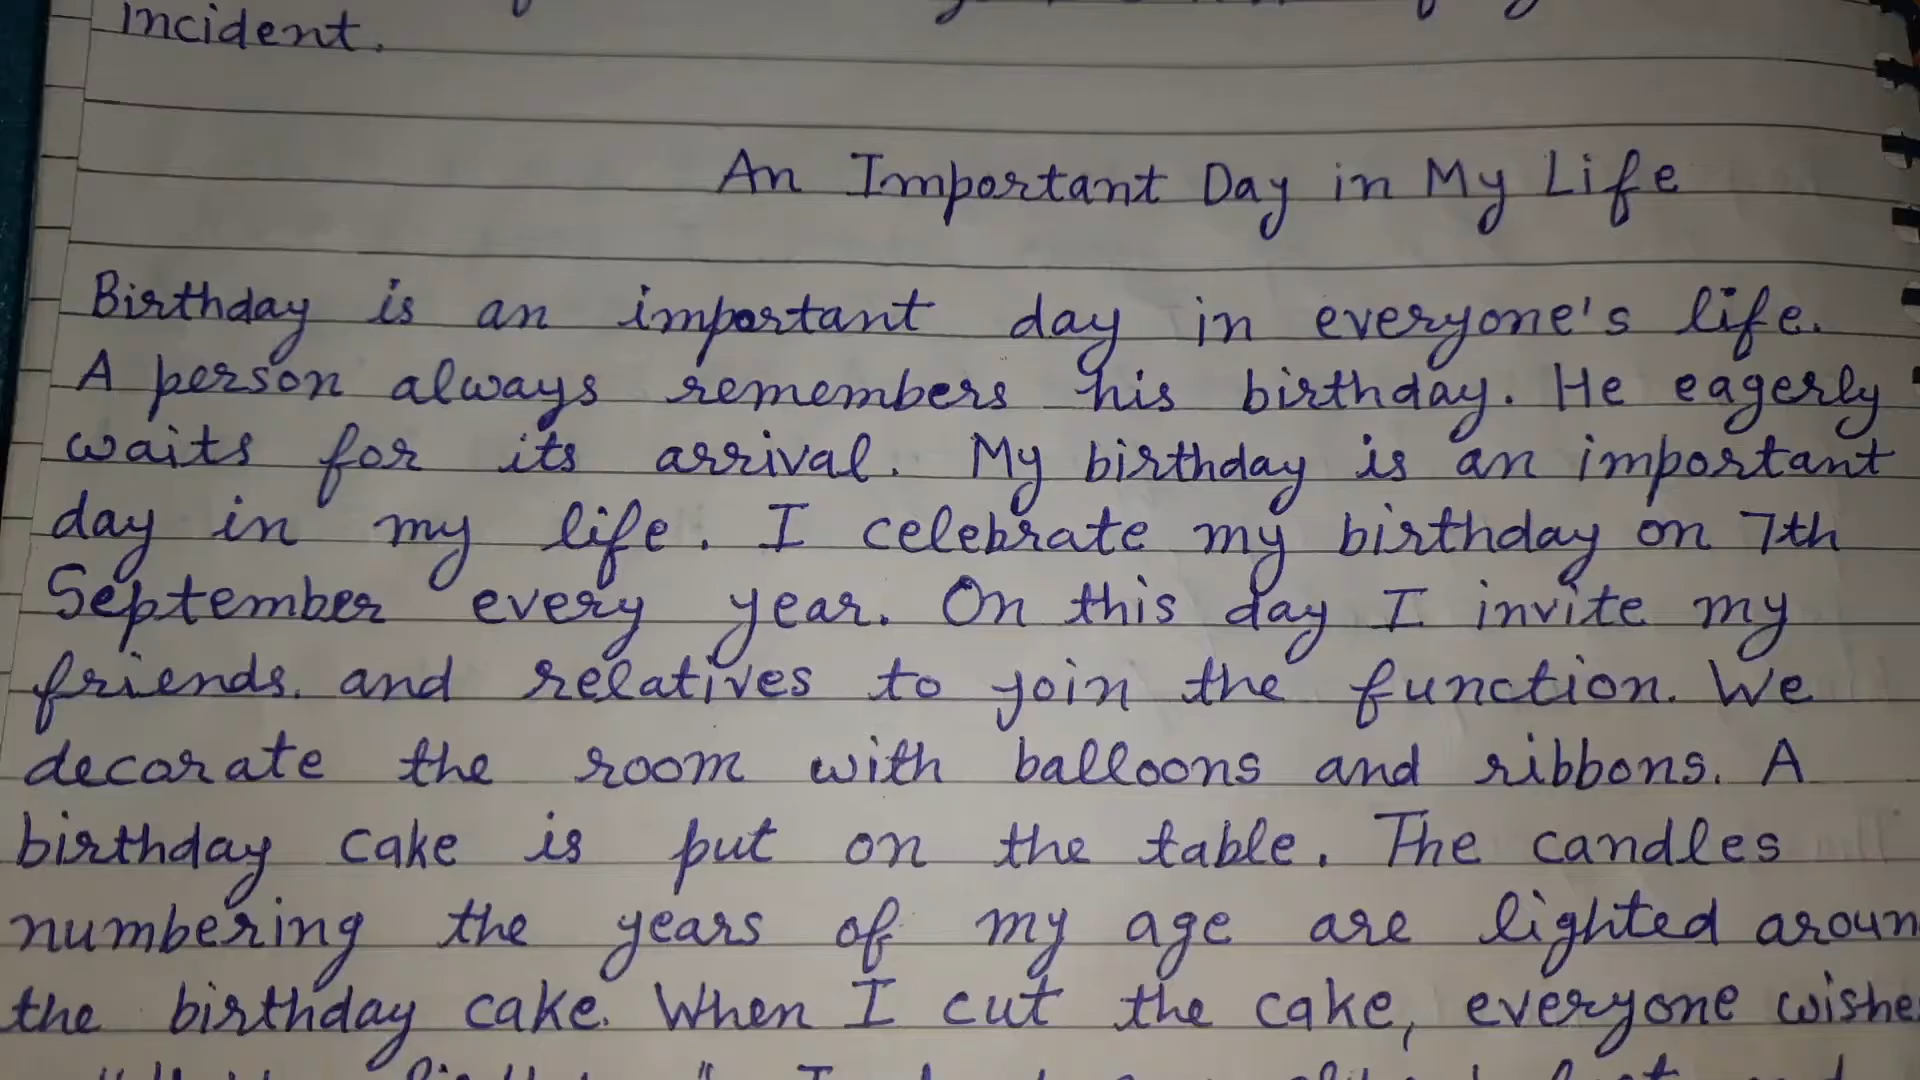 incident.
An Important Day in My Life
Birthday is an important day in everyone's life.
A person always remembers his birthday. He eagerly
waits for its arrival. My birthday is an important
day in my life. I celebrate my birthday on 7th
September every year. On this day I invite my
friends. and relatives to join the function. We
decorate the room with balloons and ribbons. A
birthday cake is put on the table. The candles
numbering the years of my age are lighted aroun
the birthday cake. When I cut the cake, everyone wishe